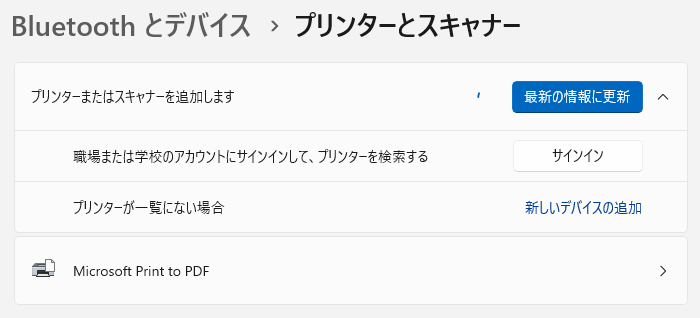 Bluetooth とデバイス › プリンターとスキャナー
プリンターまたはスキャナーを追加します 最新の情報に更新
職場または学校のアカウントにサインインして、プリンターを検索する サインイン
プリンターが一覧にない場合 新しいデバイスの追加
Microsoft Print to PDF